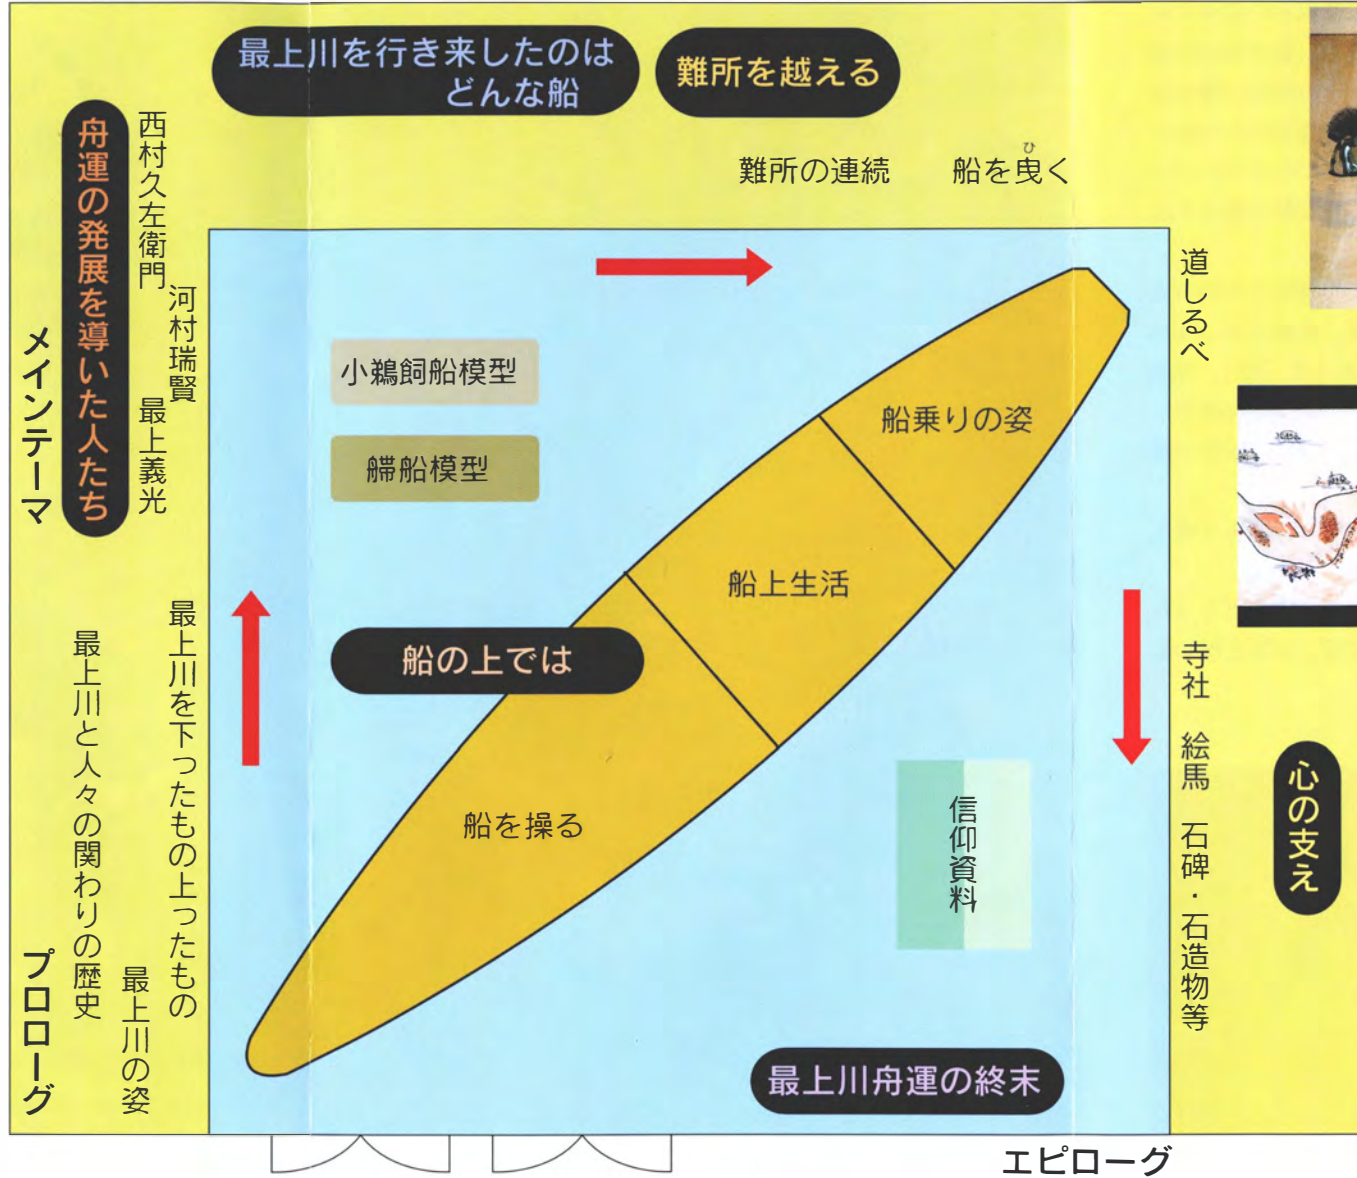 最上川を行き来したのは
どんな船
難所を越える
難所の連続
船を曳く
ひ
舟運の発展を導いた人たち
西村久左衛門
河村瑞賢
最上義光
メインテーマ
最上川を下ったもの上ったもの
最上川と人々の関わりの歴史
最上川の姿
プロローグ
小鵜飼船模型
艜船模型
船の上では
船乗りの姿
船上生活
船を操る
信仰資料
道しるべ
寺社 絵馬 石碑・石造物等
心の支え
最上川舟運の終末
エピローグ